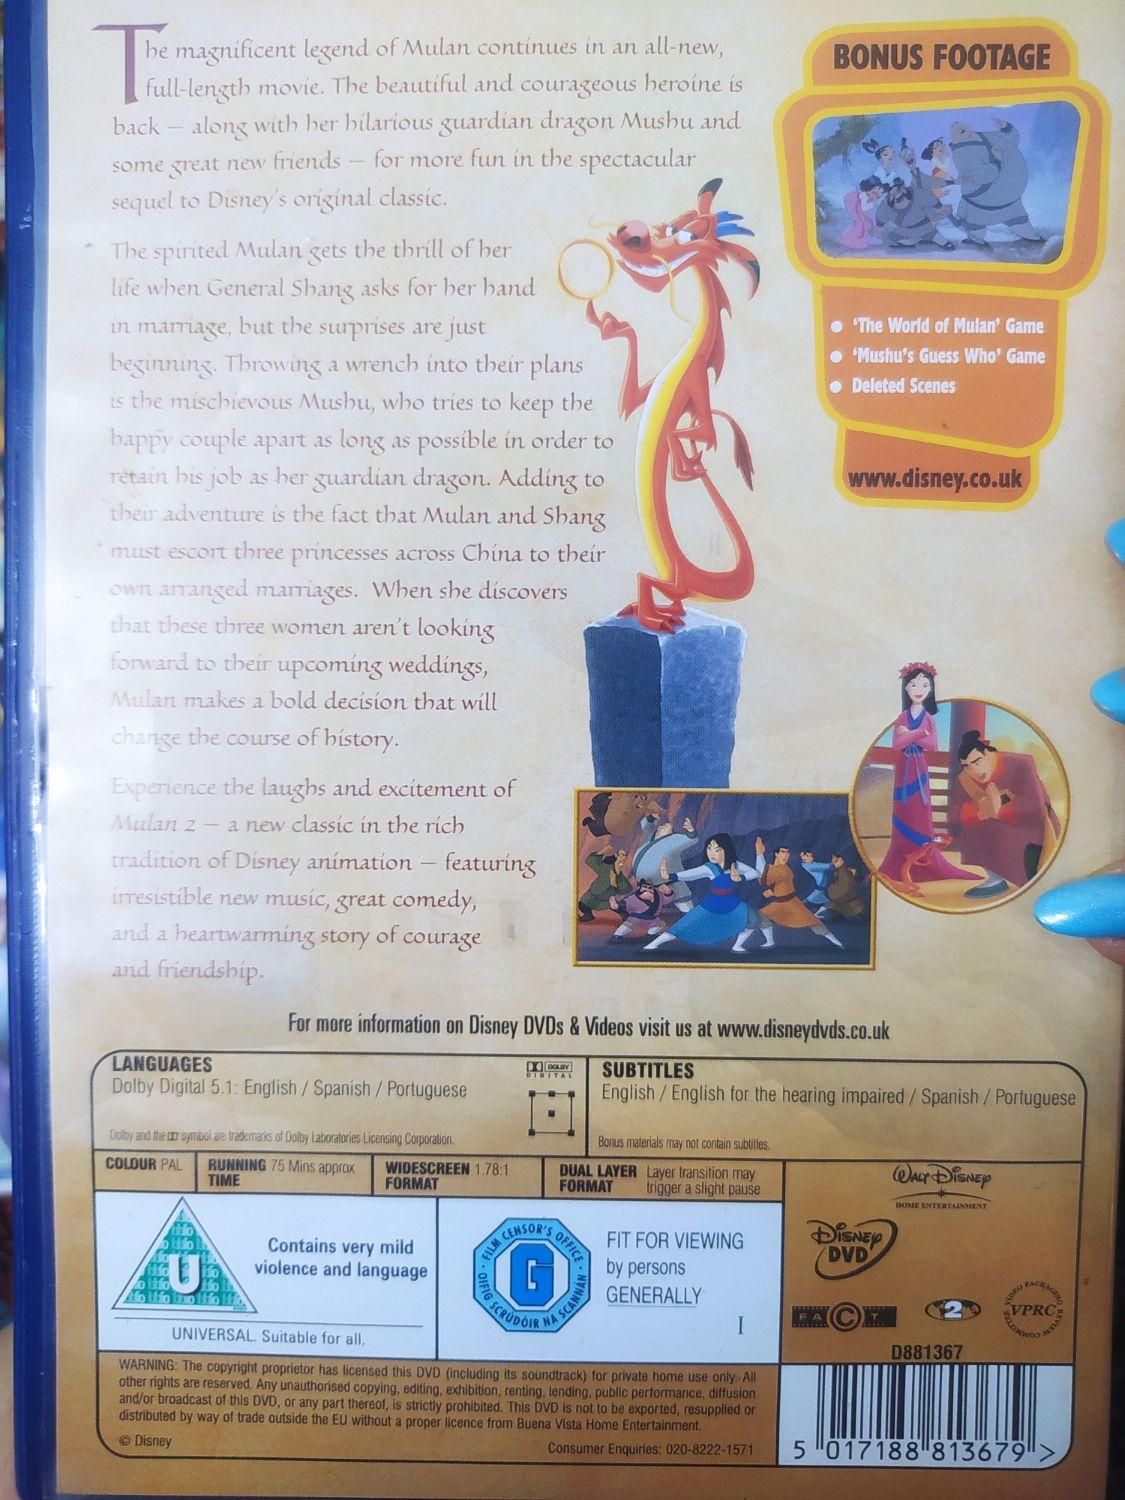 The magnificent legend of Mulan continues in an all-new,
full-length movie. The beautiful and courageous heroine is
back – along with her hilarious guardian dragon Mushu and
some great new friends – for more fun in the spectacular
sequel to Disney's original classic.
The spirited Mulan gets the thrill of her
life when General Shang asks for her hand
in marriage, but the surprises are just
beginning. Throwing a wrench into their plans
is the mischievous Mushu, who tries to keep the
happy couple apart as long as possible in order to
retain his job as her guardian dragon. Adding to
their adventure is the fact that Mulan and Shang
must escort three princesses across China to their
own arranged marriages. When she discovers
that these three women aren't looking
forward to their upcoming weddings,
Mulan makes a bold decision that will
change the course of history.
Experience the laughs and excitement of
Mulan 2 – a new classic in the rich
tradition of Disney animation – featuring
irresistible new music, great comedy,
and a heartwarming story of courage
and friendship.
BONUS FOOTAGE
• 'The World of Mulan' Game
• 'Mushu's Guess Who' Game
• Deleted Scenes
www.disney.co.uk
For more information on Disney DVDs & Videos visit us at www.disneydvds.co.uk
LANGUAGES
Dolby Digital 5.1: English / Spanish / Portuguese
DOLBY
DIGITAL
Dolby and the DD symbol are trademarks of Dolby Laboratories Licensing Corporation.
SUBTITLES
English / English for the hearing impaired / Spanish / Portuguese
Bonus materials may not contain subtitles.
COLOUR PAL
RUNNING 75 Mins approx
TIME
WIDESCREEN 1.78:1
FORMAT
DUAL LAYER Layer transition may
FORMAT trigger a slight pause
U
Contains very mild
violence and language
UNIVERSAL. Suitable for all.
FILM CENSOR'S OFFICE
G
OIFIG SCRÚDÓIR NA SCANNÁN
FIT FOR VIEWING
by persons
GENERALLY
I
WALT DISNEY
HOME ENTERTAINMENT
DISNEY
DVD
FACT
2
VIDEO PACKAGING REVIEW COMMITTEE
VPRC
D881367
WARNING: The copyright proprietor has licensed this DVD (including its soundtrack) for private home use only. All
other rights are reserved. Any unauthorised copying, editing, exhibition, renting, lending, public performance, diffusion
and/or broadcast of this DVD, or any part thereof, is strictly prohibited. This DVD is not to be exported, resupplied or
distributed by way of trade outside the EU without a proper licence from Buena Vista Home Entertainment.
© Disney
Consumer Enquiries: 020-8222-1571
5 017188 813679 >